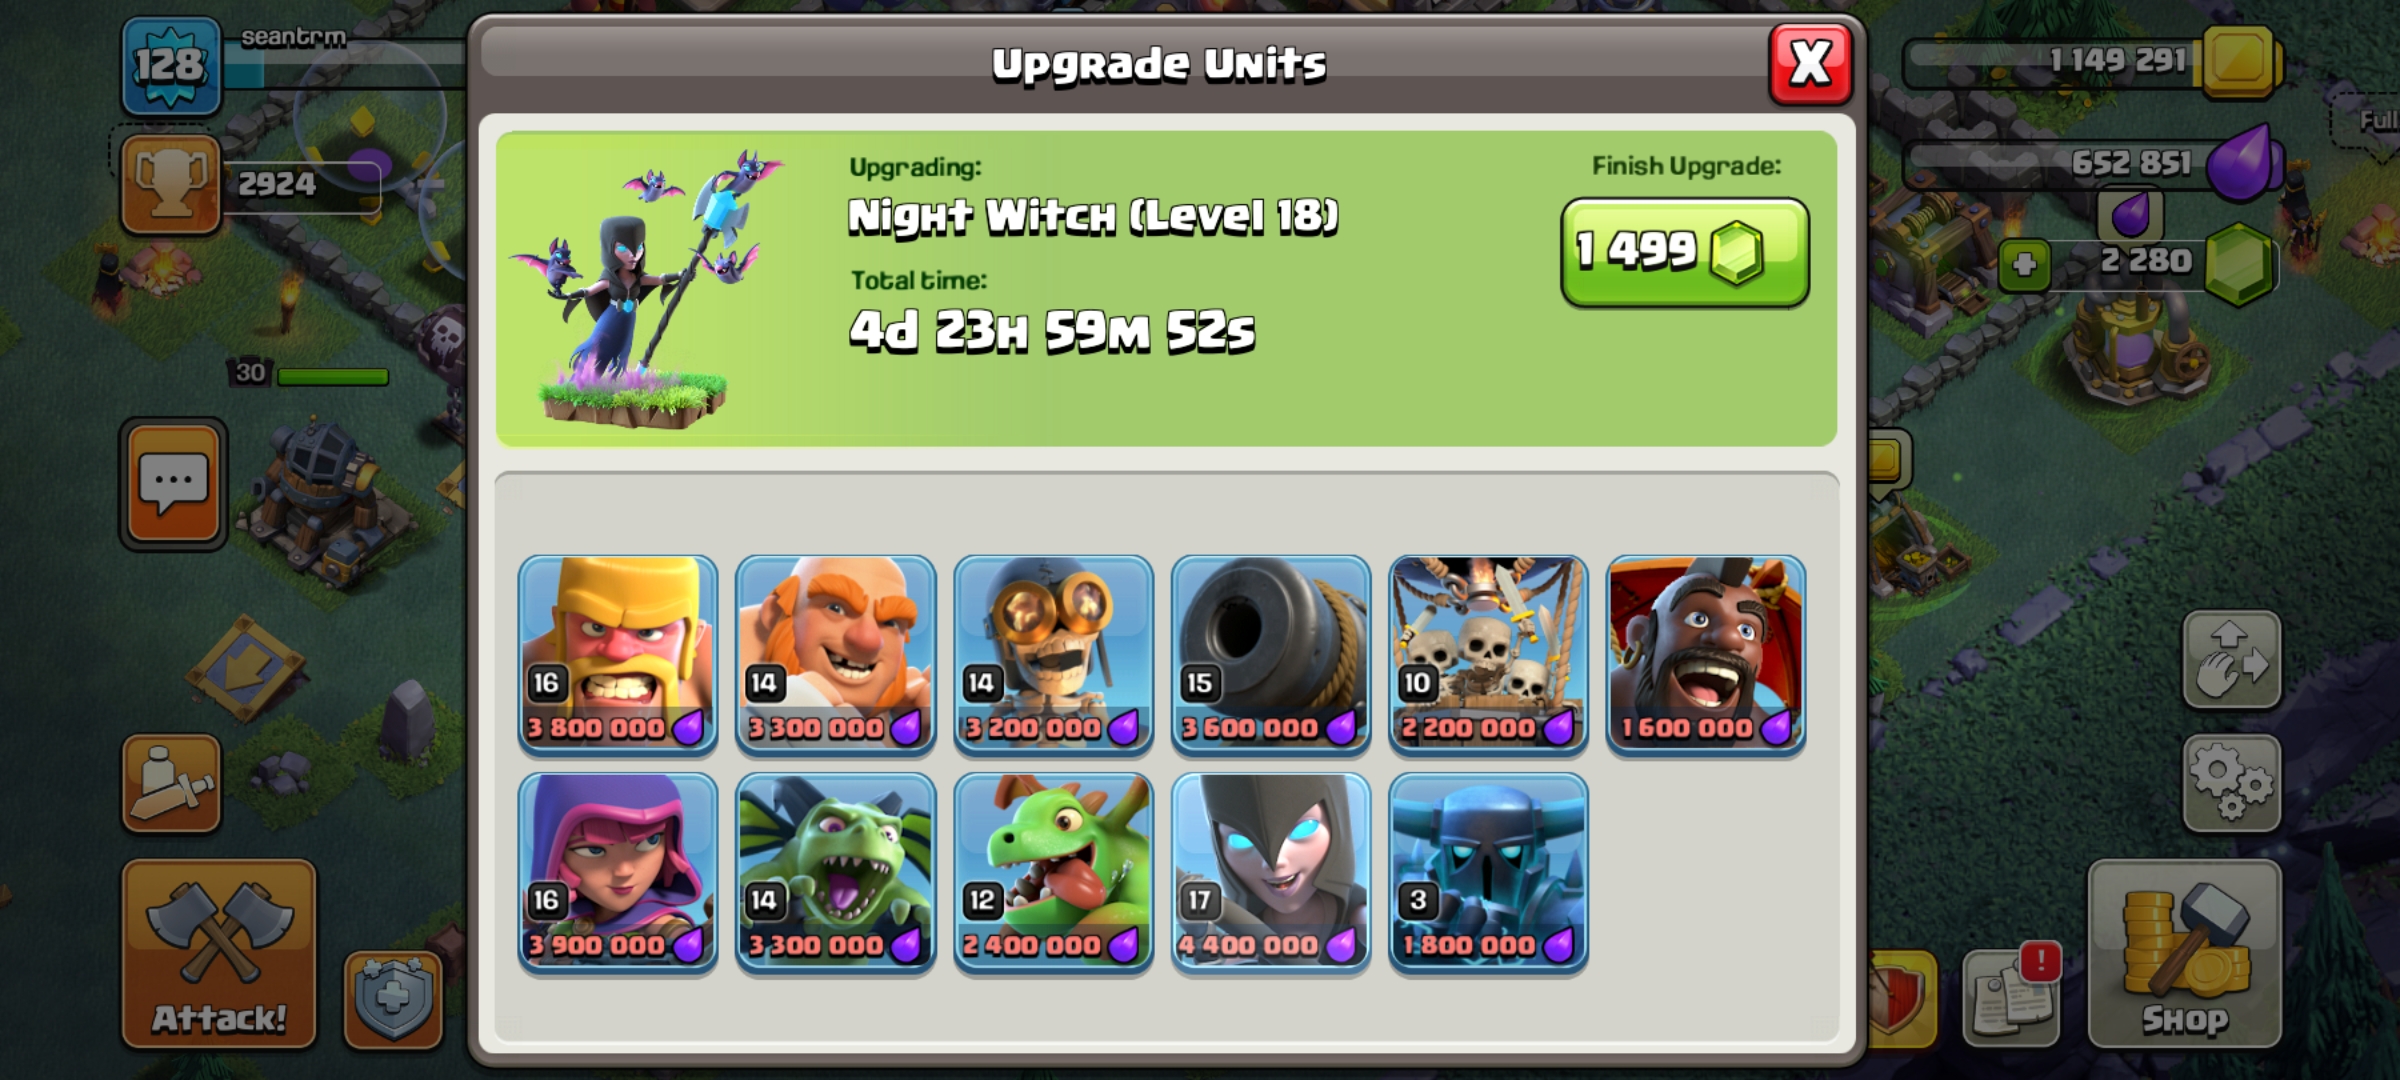 128
seantrm
2924
30
Attack!
Upgrade Units
X
Upgrading:
Night Witch (Level 18)
Total time:
4d 23H 59M 52s
Finish Upgrade:
1 499
16
3 800 000
14
3 300 000
14
3 200 000
15
3 600 000
10
2 200 000
1 600 000
16
3 900 000
14
3 300 000
12
2 400 000
17
4 400 000
3
1 800 000
1 149 291
Full
652 851
2 280
!
Shop